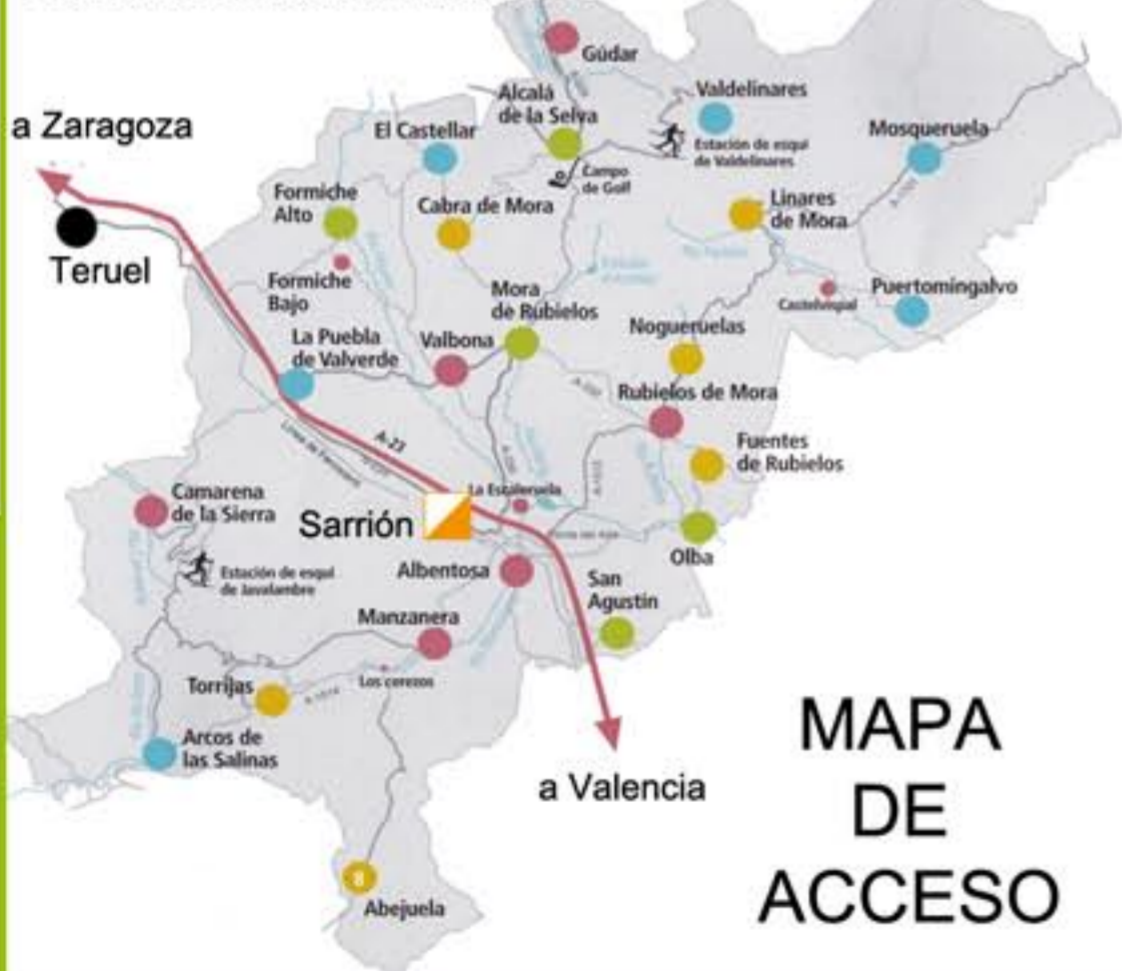 Gúdar
Valdelinares
Alcalá
de la Selva
a Zaragoza
El Castellar
Mosqueruela
Estación de esquí
de Valdelinares
Campo
de Golf
Formiche
Alto
Cabra de Mora
Linares
de Mora
Teruel
Formiche
Bajo
Mora
de Rubielos
Castelvispal
Puertomingalvo
Nogueruelas
La Puebla
de Valverde
Valbona
Rubielos de Mora
A-23
Fuentes
de Rubielos
Camarena
de la Sierra
La Escaleruela
Sarrión
Olba
Albentosa
Estación de esquí
de Javalambre
San
Agustín
Manzanera
Los cerezos
Torrijas
Arcos de
las Salinas
a Valencia
MAPA
DE
ACCESO
8
Abejuela